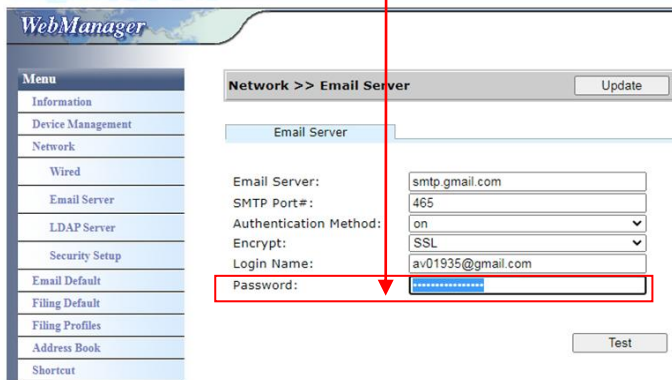 WebManager
Menu
Information
Device Management
Network
Wired
Email Server
LDAP Server
Security Setup
Email Default
Filing Default
Filing Profiles
Address Book
Shortcut
Network >> Email Server
Update
Email Server
Email Server: smtp.gmail.com
SMTP Port#: 465
Authentication Method: on
Encrypt: SSL
Login Name: av01935@gmail.com
Password: ••••••••••••••••
Test